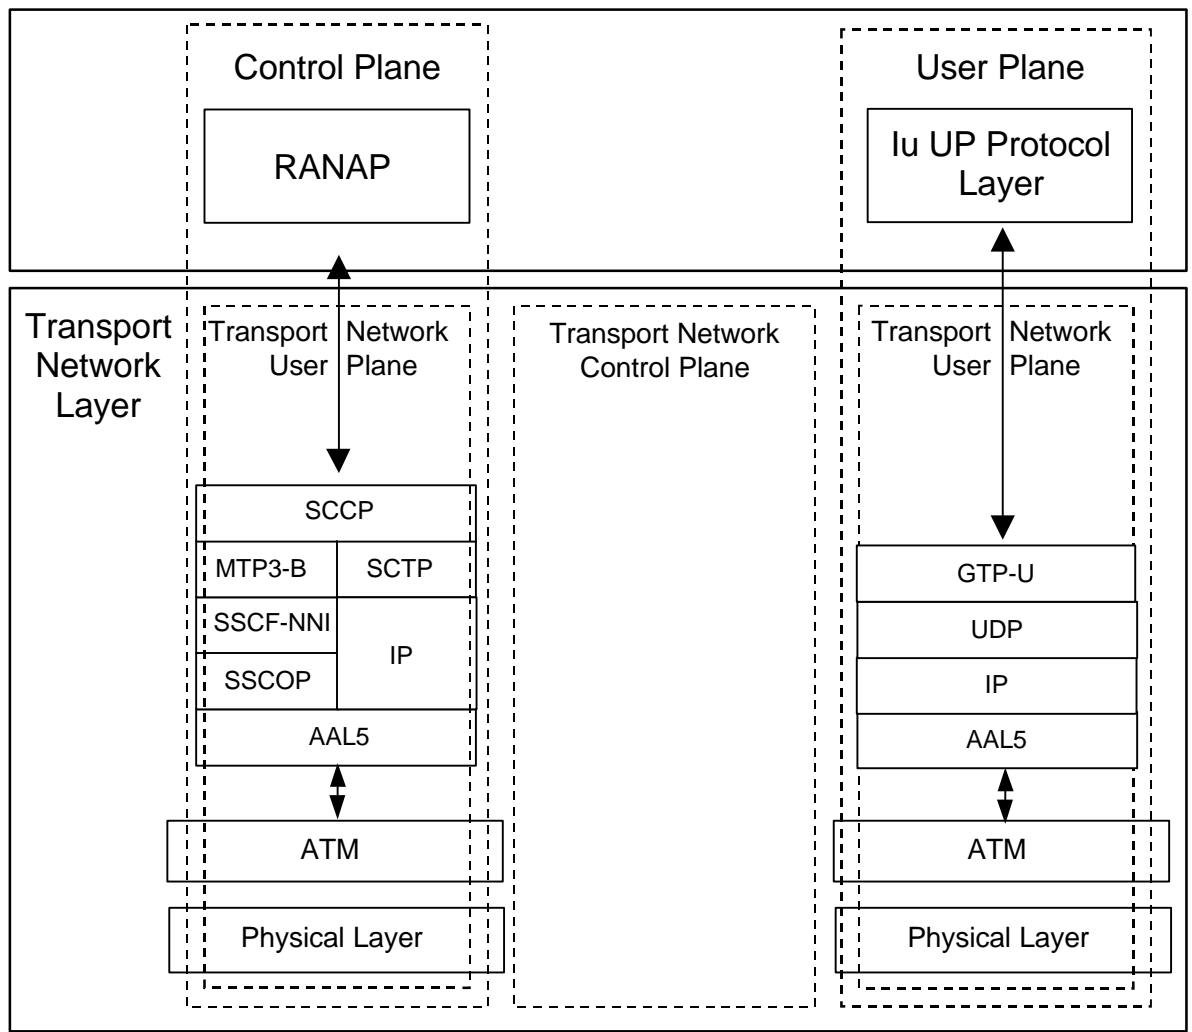 Control Plane
User Plane
RANAP
Iu UP Protocol
Layer
Transport
Network
Layer
Transport Network
User Plane
Transport Network
Control Plane
Transport Network
User Plane
SCCP
MTP3-B
SCTP
SSCF-NNI
IP
SSCOP
AAL5
GTP-U
UDP
IP
AAL5
ATM
ATM
Physical Layer
Physical Layer